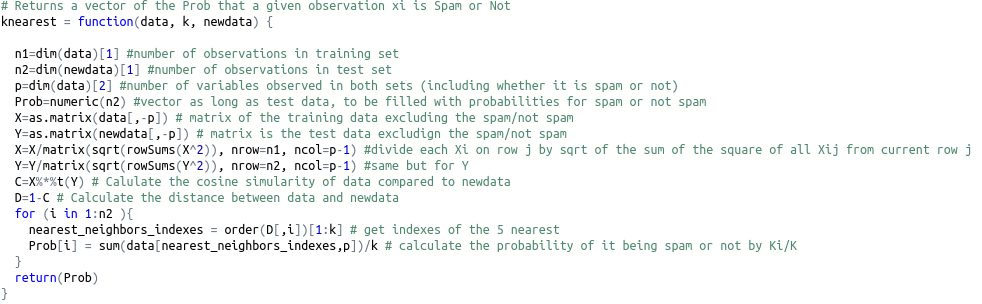 # Returns a vector of the Prob that a given observation xi is Spam or Not
knearest = function(data, k, newdata) {
n1=dim(data)[1] #number of observations in training set
n2=dim(newdata)[1] #number of observations in test set
p=dim(data)[2] #number of variables observed in both sets (including whether it is spam or not)
Prob=numeric(n2) #vector as long as test data, to be filled with probabilities for spam or not spam
X=as.matrix(data[,-p]) # matrix of the training data excluding the spam/not spam
Y=as.matrix(newdata[,-p]) # matrix is the test data excludign the spam/not spam
X=X/matrix(sqrt(rowSums(X^2)), nrow=n1, ncol=p-1) #divide each Xi on row j by sqrt of the sum of the square of all Xij from current row j
Y=Y/matrix(sqrt(rowSums(Y^2)), nrow=n2, ncol=p-1) #same but for Y
C=X%*%t(Y) # Calulate the cosine simularity of data compared to newdata
D=1-C # Calculate the distance between data and newdata
for (i in 1:n2 ){
nearest_neighbors_indexes = order(D[,i])[1:k] # get indexes of the 5 nearest
Prob[i] = sum(data[nearest_neighbors_indexes,p])/k # calculate the probability of it being spam or not by Ki/K
}
return(Prob)
}